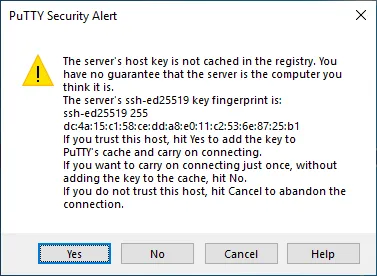 PuTTY Security Alert
The server's host key is not cached in the registry. You
have no guarantee that the server is the computer you
think it is.
The server's ssh-ed25519 key fingerprint is:
ssh-ed25519 255
dc:4a:15:c1:58:ce:dd:a8:e0:11:c2:53:6e:87:25:b1
If you trust this host, hit Yes to add the key to
PuTTY's cache and carry on connecting.
If you want to carry on connecting just once, without
adding the key to the cache, hit No.
If you do not trust this host, hit Cancel to abandon the
connection.
Yes No Cancel Help